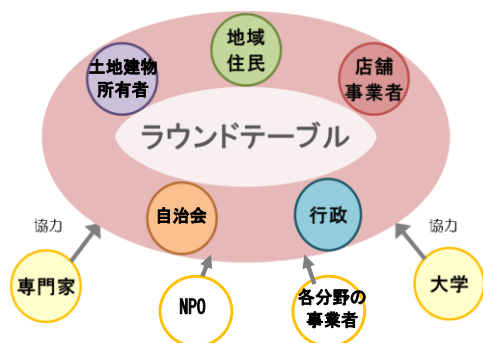 地域
住民
土地建物
所有者
店舗
事業者
ラウンドテーブル
自治会
行政
協力
協力
専門家
NPO
各分野の
事業者
大学